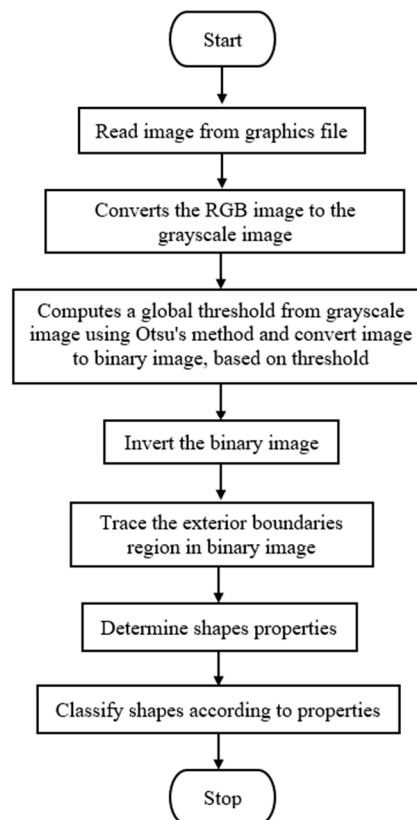 Start
Read image from graphics file
Converts the RGB image to the
grayscale image
Computes a global threshold from grayscale
image using Otsu's method and convert image
to binary image, based on threshold
Invert the binary image
Trace the exterior boundaries
region in binary image
Determine shapes properties
Classify shapes according to properties
Stop